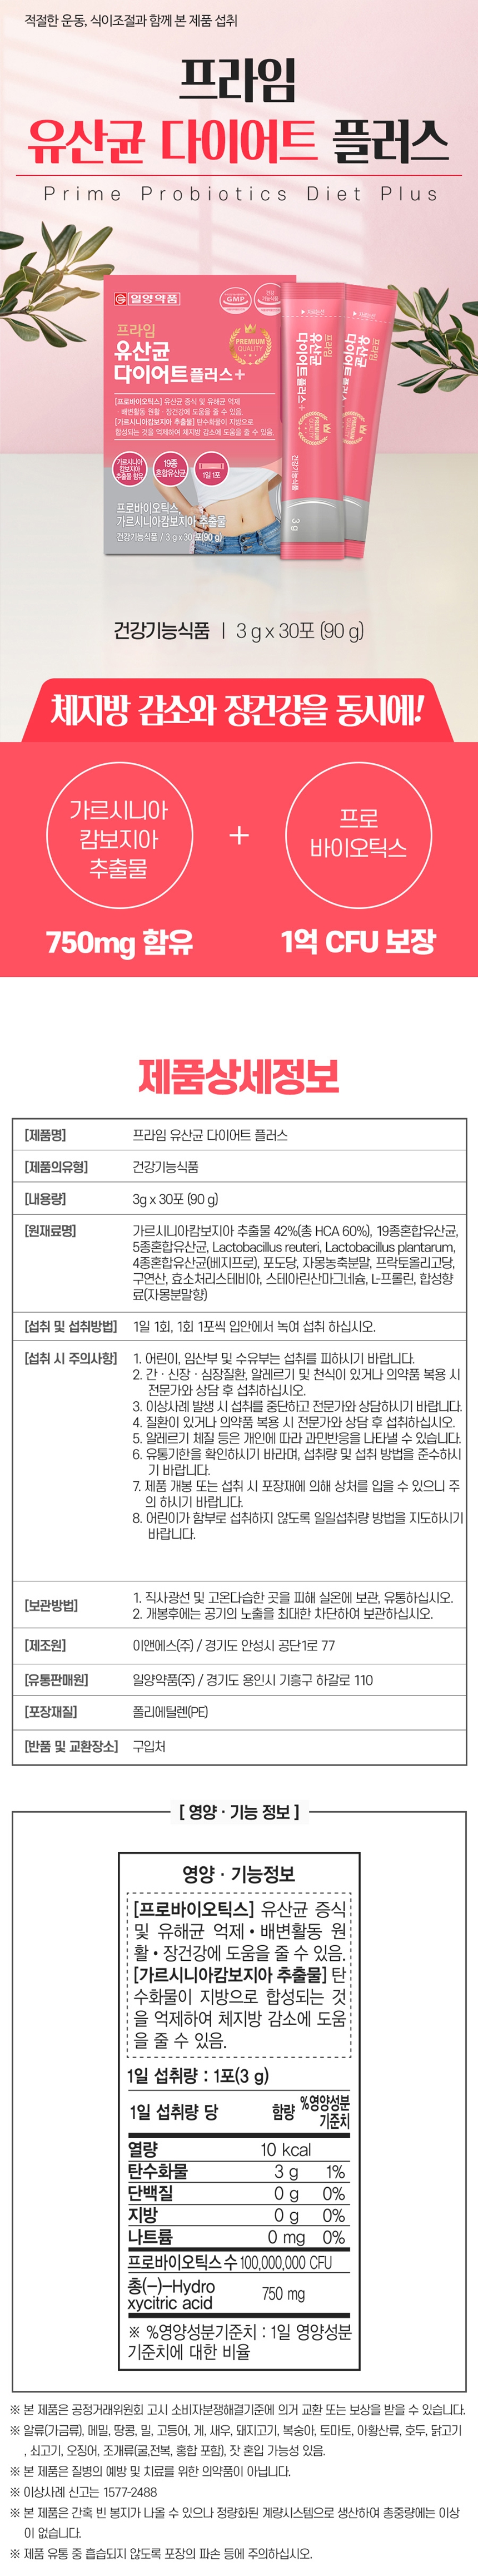 적절한 운동, 식이조절과 함께 본 제품 섭취
프라임
유산균 다이어트 플러스
Prime Probiotics Diet Plus
일양약품
GMP
건강
기능식품
프라임
유산균
다이어트 플러스+
PREMIUM
QUALITY
[프로바이오틱스] 유산균 증식 및 유해균 억제
· 배변활동 원활 · 장건강에 도움을 줄 수 있음.
[가르시니아캄보지아 추출물] 탄수화물이 지방으로
합성되는 것을 억제하여 체지방 감소에 도움을 줄 수 있음.
가르시니아
캄보지아
추출물 함유
19종
혼합유산균
1일 1포
프로바이오틱스,
가르시니아캄보지아 추출물
건강기능식품 / 3 g x 30포(90 g)
프라임
유산균
다이어트 플러스+
PREMIUM
QUALITY
건강기능식품
3 g
프라임
유산균
다이어트 플러스
건강기능식품 | 3 g x 30포 (90 g)
체지방 감소와 장건강을 동시에!
가르시니아
캄보지아
추출물
+
프로
바이오틱스
750mg 함유
1억 CFU 보장
제품상세정보
[제품명] 프라임 유산균 다이어트 플러스
[제품의유형] 건강기능식품
[내용량] 3g x 30포 (90 g)
[원재료명] 가르시니아캄보지아 추출물 42%(총 HCA 60%), 19종혼합유산균,
5종혼합유산균, Lactobacillus reuteri, Lactobacillus plantarum,
4종혼합유산균(베지프로), 포도당, 자몽농축분말, 프락토올리고당,
구연산, 효소처리스테비아, 스테아린산마그네슘, L-프롤린, 합성향
료(자몽분말향)
[섭취 및 섭취방법] 1일 1회, 1회 1포씩 입안에서 녹여 섭취 하십시오.
[섭취 시 주의사항] 1. 어린이, 임산부 및 수유부는 섭취를 피하시기 바랍니다.
2. 간 · 신장 · 심장질환, 알레르기 및 천식이 있거나 의약품 복용 시
전문가와 상담 후 섭취하십시오.
3. 이상사례 발생 시 섭취를 중단하고 전문가와 상담하시기 바랍니다.
4. 질환이 있거나 의약품 복용 시 전문가와 상담 후 섭취하십시오.
5. 알레르기 체질 등은 개인에 따라 과민반응을 나타낼 수 있습니다.
6. 유통기한을 확인하시기 바라며, 섭취량 및 섭취 방법을 준수하시
기 바랍니다.
7. 제품 개봉 또는 섭취 시 포장재에 의해 상처를 입을 수 있으니 주
의 하시기 바랍니다.
8. 어린이가 함부로 섭취하지 않도록 일일섭취량 방법을 지도하시기
바랍니다.
[보관방법] 1. 직사광선 및 고온다습한 곳을 피해 실온에 보관, 유통하십시오.
2. 개봉후에는 공기의 노출을 최대한 차단하여 보관하십시오.
[제조원] 이앤에스(주) / 경기도 안성시 공단1로 77
[유통판매원] 일양약품(주) / 경기도 용인시 기흥구 하갈로 110
[포장재질] 폴리에틸렌(PE)
[반품 및 교환장소] 구입처
[ 영양 · 기능 정보 ]
영양 · 기능정보
[프로바이오틱스] 유산균 증식
및 유해균 억제 • 배변활동 원
활 • 장건강에 도움을 줄 수 있음.
[가르시니아캄보지아 추출물] 탄
수화물이 지방으로 합성되는 것
을 억제하여 체지방 감소에 도움
을 줄 수 있음.
1일 섭취량 : 1포(3 g)
1일 섭취량 당 함량 %영양성분
기준치
열량 10 kcal
탄수화물 3 g 1%
단백질 0 g 0%
지방 0 g 0%
나트륨 0 mg 0%
프로바이오틱스 수 100,000,000 CFU
총(-)-Hydro
xycitric acid 750 mg
※ %영양성분기준치 : 1일 영양성분
기준치에 대한 비율
※ 본 제품은 공정거래위원회 고시 소비자분쟁해결기준에 의거 교환 또는 보상을 받을 수 있습니다.
※ 알류(가금류), 메밀, 땅콩, 밀, 고등어, 게, 새우, 돼지고기, 복숭아, 토마토, 아황산류, 호두, 닭고기
, 쇠고기, 오징어, 조개류(굴,전복, 홍합 포함), 잣 혼입 가능성 있음.
※ 본 제품은 질병의 예방 및 치료를 위한 의약품이 아닙니다.
※ 이상사례 신고는 1577-2488
※ 본 제품은 간혹 빈 봉지가 나올 수 있으나 정량화된 계량시스템으로 생산하여 총중량에는 이상
이 없습니다.
※ 제품 유통 중 흡습되지 않도록 포장의 파손 등에 주의하십시오.